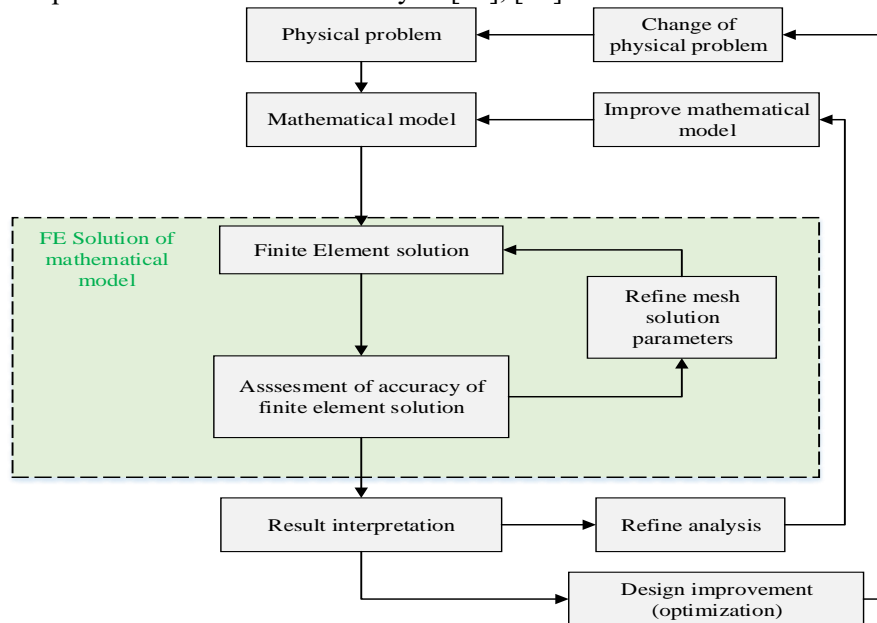 Physical problem
Change of
physical problem
Mathematical model
Improve mathematical
model
FE Solution of
mathematical
model
Finite Element solution
Refine mesh
solution
parameters
Asssesment of accuracy of
finite element solution
Result interpretation
Refine analysis
Design improvement
(optimization)